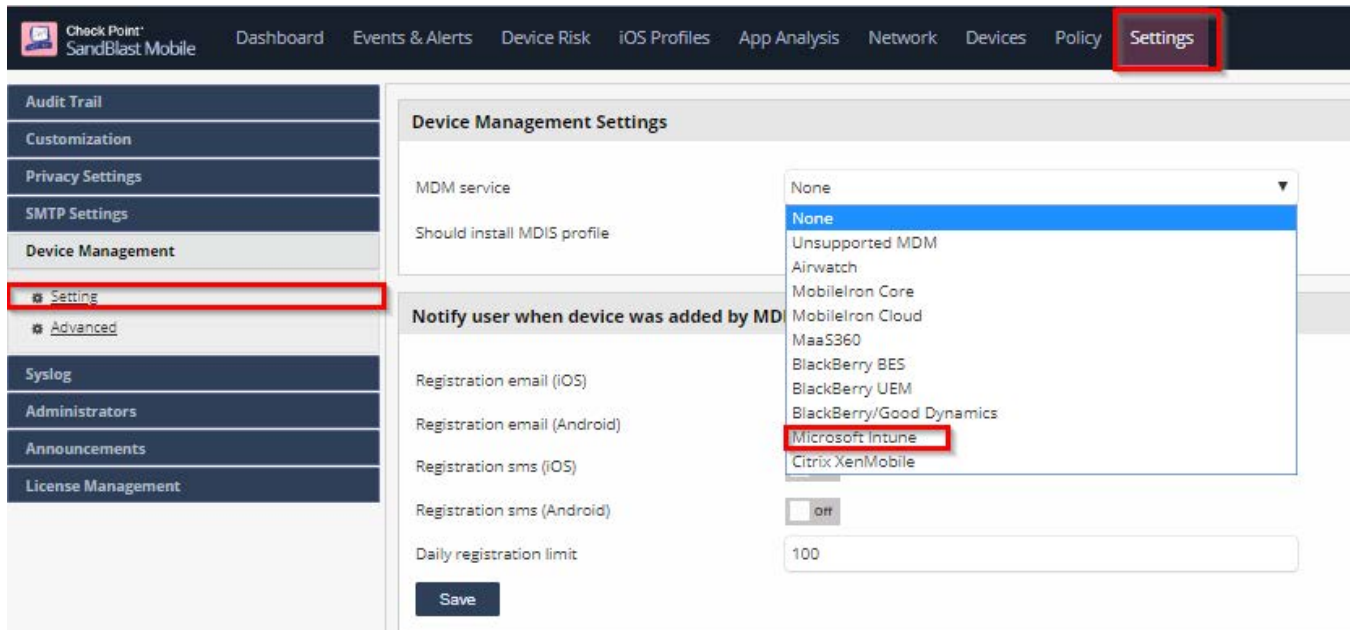 Check Point
SandBlast Mobile
Dashboard Events & Alerts Device Risk iOS Profiles App Analysis Network Devices Policy Settings
Audit Trail
Customization
Privacy Settings
SMTP Settings
Device Management
Setting
Advanced
Syslog
Administrators
Announcements
License Management
Device Management Settings
MDM service
None
Should install MDIS profile
None
Unsupported MDM
Airwatch
MobileIron Core
MobileIron Cloud
MaaS360
BlackBerry BES
BlackBerry UEM
BlackBerry/Good Dynamics
Microsoft Intune
Citrix XenMobile
Notify user when device was added by
Registration email (iOS)
Registration email (Android)
Registration sms (iOS)
Registration sms (Android)
Off
Daily registration limit
100
Save